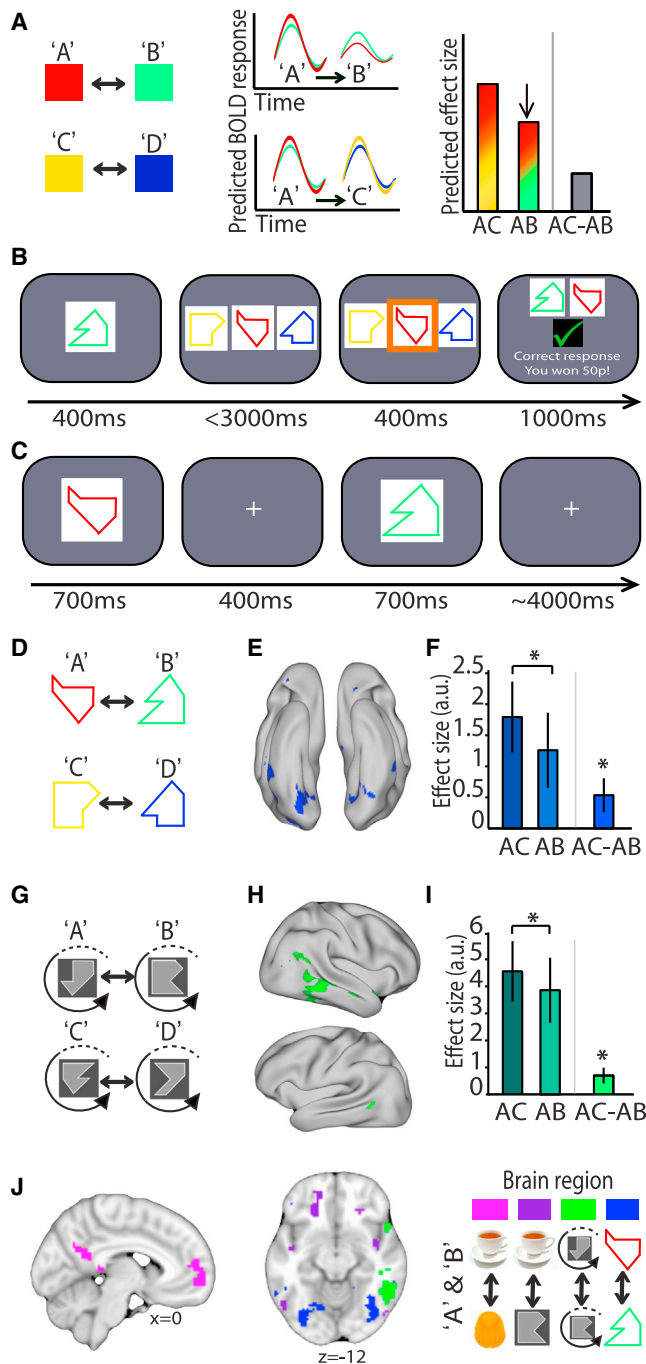 A
'A'
'B'
'C'
'D'
Predicted BOLD response
'A'
'B'
Time
'A'
'C'
Time
Predicted effect size
AC
AB
AC-AB
B
Correct response
You won 50p!
400ms
<3000ms
400ms
1000ms
C
+
+
700ms
400ms
700ms
~4000ms
D
'A'
'B'
'C'
'D'
E
F
Effect size (a.u.)
2.5
2
1.5
1
0.5
0
*
*
AC
AB
AC-AB
G
'A'
'B'
'C'
'D'
H
I
Effect size (a.u.)
6
5
4
3
2
1
0
*
*
AC
AB
AC-AB
J
x=0
z=-12
Brain region
'A' & 'B'